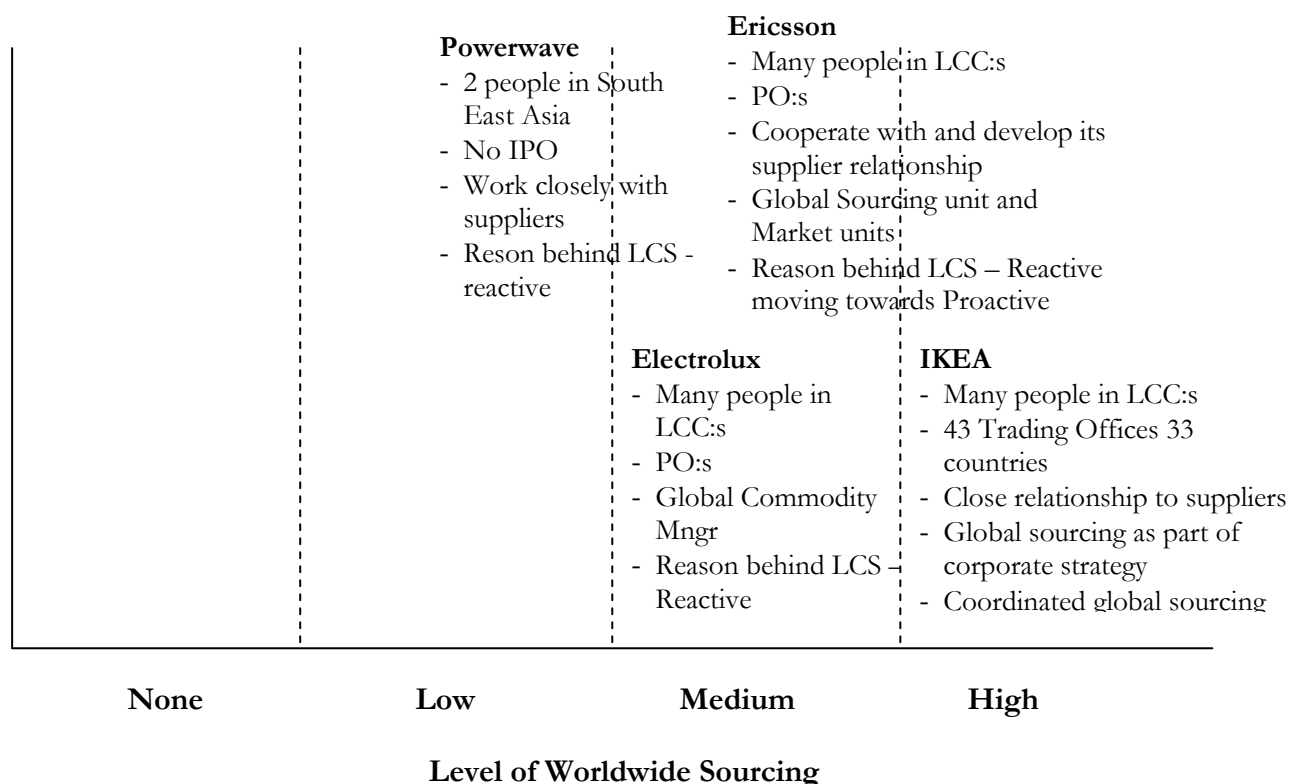 Powerwave
- 2 people in South
East Asia
- No IPO
- Work closely with
suppliers
- Reson behind LCS -
reactive
Ericsson
- Many people in LCC:s
- PO:s
- Cooperate with and develop its
supplier relationship
- Global Sourcing unit and
Market units
- Reason behind LCS – Reactive
moving towards Proactive
Electrolux
- Many people in
LCC:s
- PO:s
- Global Commodity
Mngr
- Reason behind LCS –
Reactive
IKEA
- Many people in LCC:s
- 43 Trading Offices 33
countries
- Close relationship to suppliers
- Global sourcing as part of
corporate strategy
- Coordinated global sourcing
None
Low
Medium
High
Level of Worldwide Sourcing